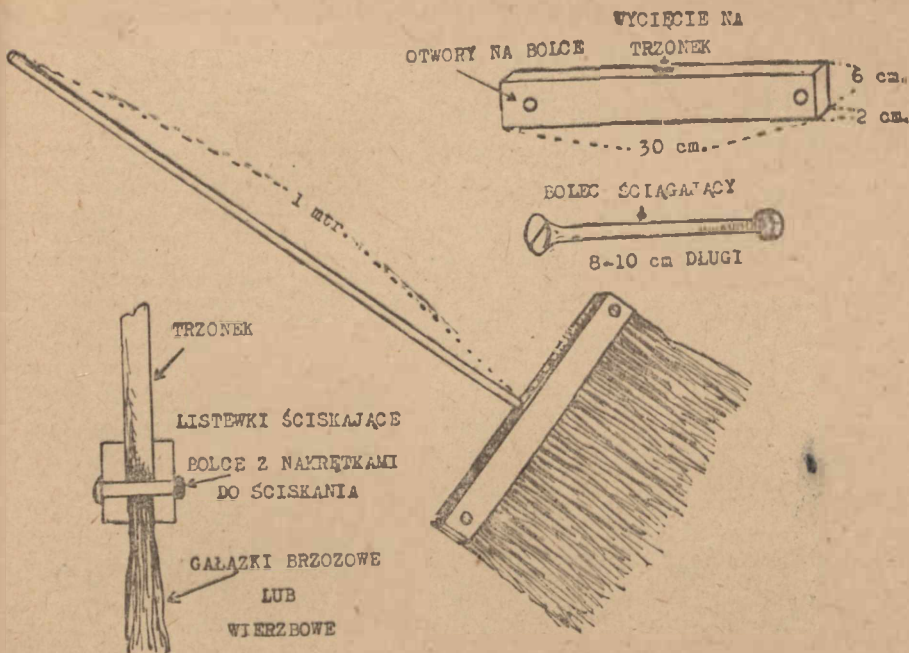 WYCIĘCIE NA
TRZONEK
OTWORY NA BOLCE
6 cm.
2 cm.
30 cm.
BOLEC ŚCIĄGAJĄCY
8-10 cm DŁUGI
1 mtr.
TRZONEK
LISTEWKI ŚCISKAJĄCE
BOLCE Z NAKRĘTKAMI
DO ŚCISKANIA
GAŁAZKI BRZOZOWE
LUB
WIERZBOWE